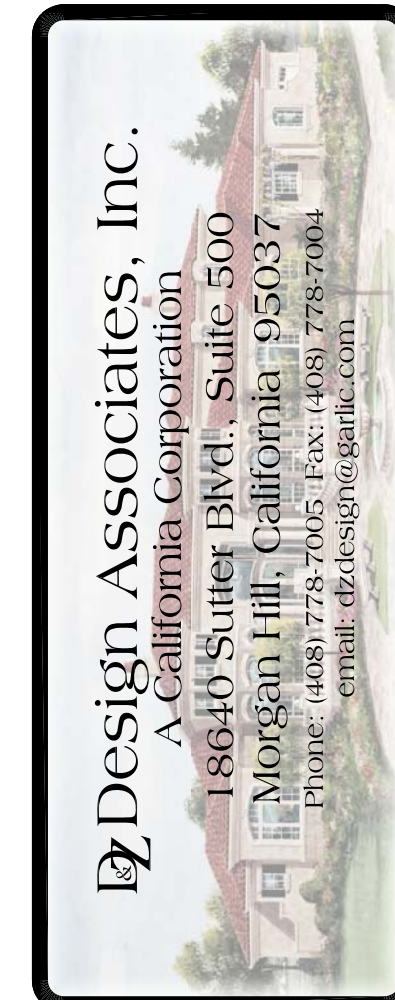 D&Z Design Associates, Inc.
A California Corporation
18640 Sutter Blvd., Suite 500
Morgan Hill, California 95037
Phone: (408) 778-7005 Fax: (408) 778-7004
email: dzdesign@garlic.com